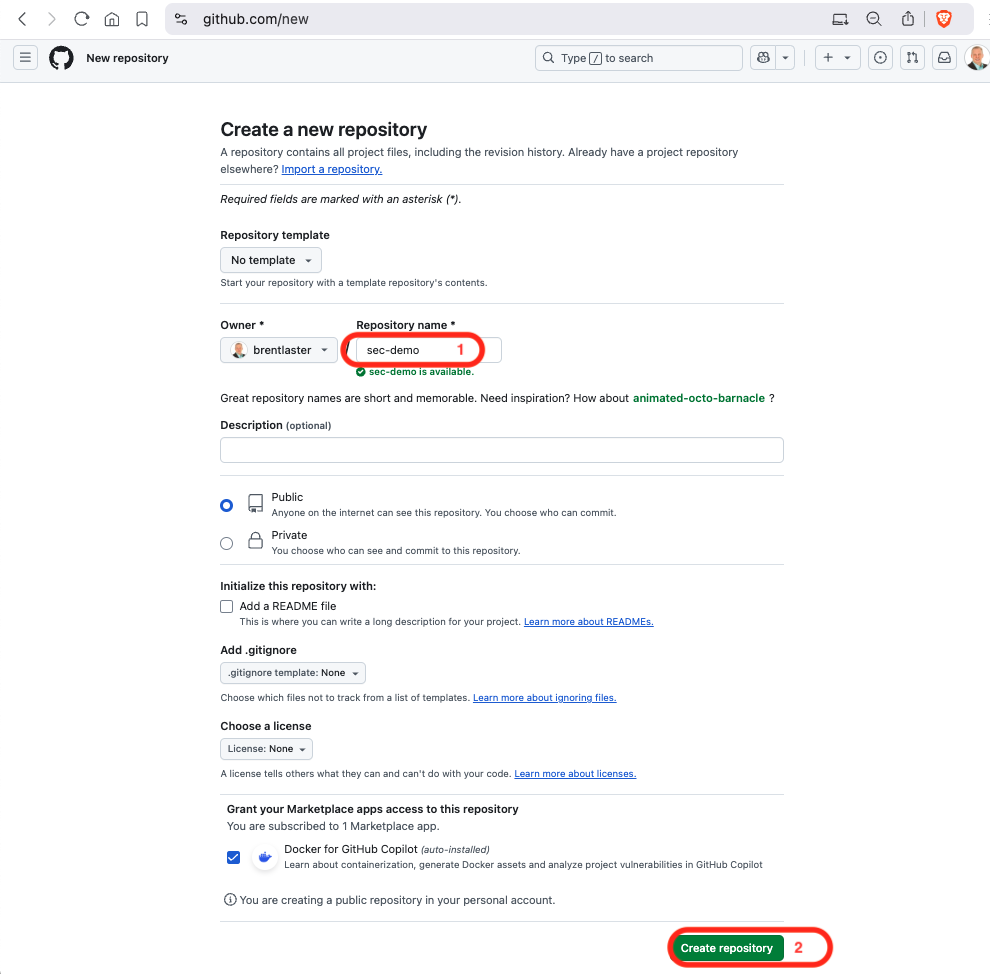 github.com/new
New repository
Type / to search
Create a new repository
A repository contains all project files, including the revision history. Already have a project repository
elsewhere? Import a repository.
Required fields are marked with an asterisk (*).
Repository template
No template
Start your repository with a template repository's contents.
Owner * Repository name *
brentlaster / sec-demo 1
sec-demo is available.
Great repository names are short and memorable. Need inspiration? How about animated-octo-barnacle ?
Description (optional)
Public
Anyone on the internet can see this repository. You choose who can commit.
Private
You choose who can see and commit to this repository.
Initialize this repository with:
Add a README file
This is where you can write a long description for your project. Learn more about READMEs.
Add .gitignore
.gitignore template: None
Choose which files not to track from a list of templates. Learn more about ignoring files.
Choose a license
License: None
A license tells others what they can and can't do with your code. Learn more about licenses.
Grant your Marketplace apps access to this repository
You are subscribed to 1 Marketplace app.
Docker for GitHub Copilot (auto-installed)
Learn about containerization, generate Docker assets and analyze project vulnerabilities in GitHub Copilot
You are creating a public repository in your personal account.
Create repository 2